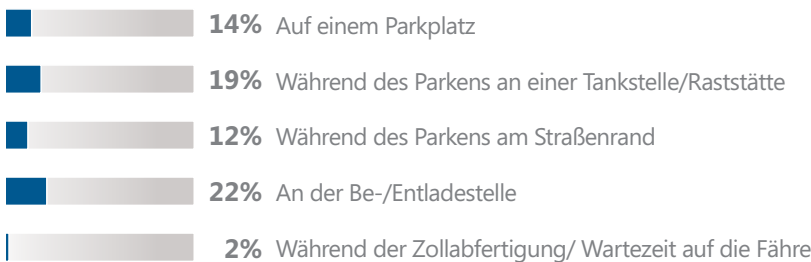 14% Auf einem Parkplatz
19% Während des Parkens an einer Tankstelle/Raststätte
12% Während des Parkens am Straßenrand
22% An der Be-/Entladestelle
2% Während der Zollabfertigung/ Wartezeit auf die Fähre